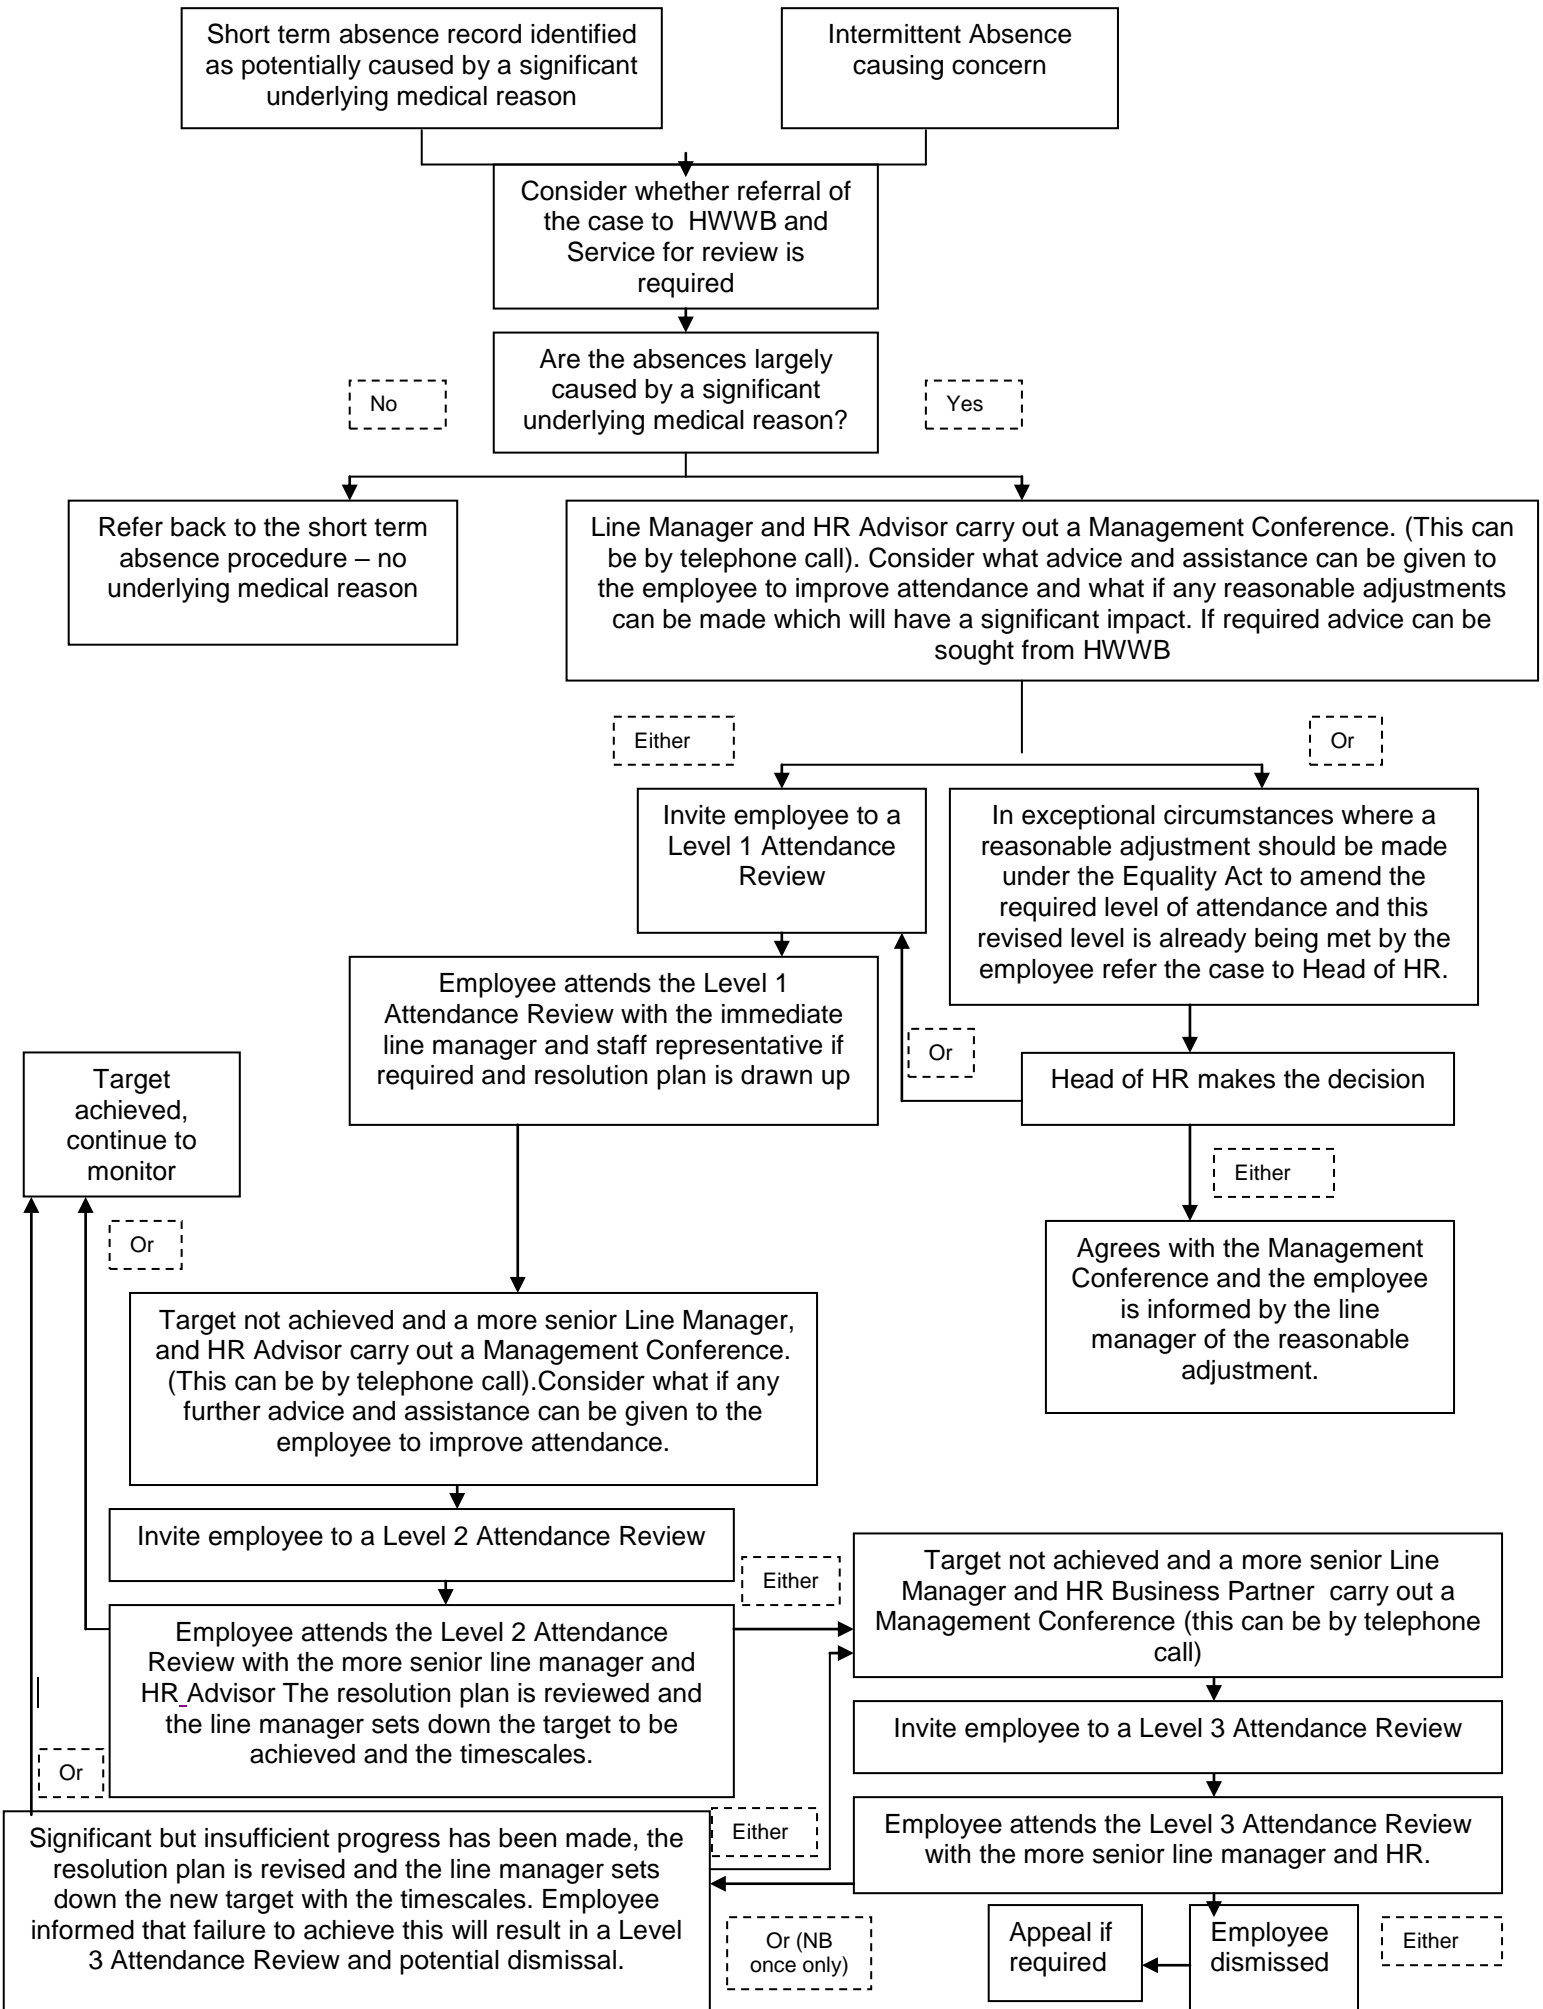 Short term absence record identified
as potentially caused by a significant
underlying medical reason
Intermittent Absence
causing concern
Consider whether referral of
the case to  HWWB and
Service for review is
required
Are the absences largely
caused by a significant
underlying medical reason?
No
Yes
Refer back to the short term
absence procedure – no
underlying medical reason
Line Manager and HR Advisor carry out a Management Conference. (This can
be by telephone call). Consider what advice and assistance can be given to
the employee to improve attendance and what if any reasonable adjustments
can be made which will have a significant impact. If required advice can be
sought from HWWB
Either
Or
Invite employee to a
Level 1 Attendance
Review
In exceptional circumstances where a
reasonable adjustment should be made
under the Equality Act to amend the
required level of attendance and this
revised level is already being met by the
employee refer the case to Head of HR.
Employee attends the Level 1
Attendance Review with the immediate
line manager and staff representative if
required and resolution plan is drawn up
Or
Head of HR makes the decision
Target
achieved,
continue to
monitor
Either
Or
Agrees with the Management
Conference and the employee
is informed by the line
manager of the reasonable
adjustment.
Target not achieved and a more senior Line Manager,
and HR Advisor carry out a Management Conference.
(This can be by telephone call).Consider what if any
further advice and assistance can be given to the
employee to improve attendance.
Invite employee to a Level 2 Attendance Review
Either
Target not achieved and a more senior Line
Manager and HR Business Partner  carry out a
Management Conference (this can be by telephone
call)
Employee attends the Level 2 Attendance
Review with the more senior line manager and
HR Advisor The resolution plan is reviewed and
the line manager sets down the target to be
achieved and the timescales.
Invite employee to a Level 3 Attendance Review
Or
Employee attends the Level 3 Attendance Review
with the more senior line manager and HR.
Either
Significant but insufficient progress has been made, the
resolution plan is revised and the line manager sets
down the new target with the timescales. Employee
informed that failure to achieve this will result in a Level
3 Attendance Review and potential dismissal.
Or (NB
once only)
Appeal if
required
Employee
dismissed
Either